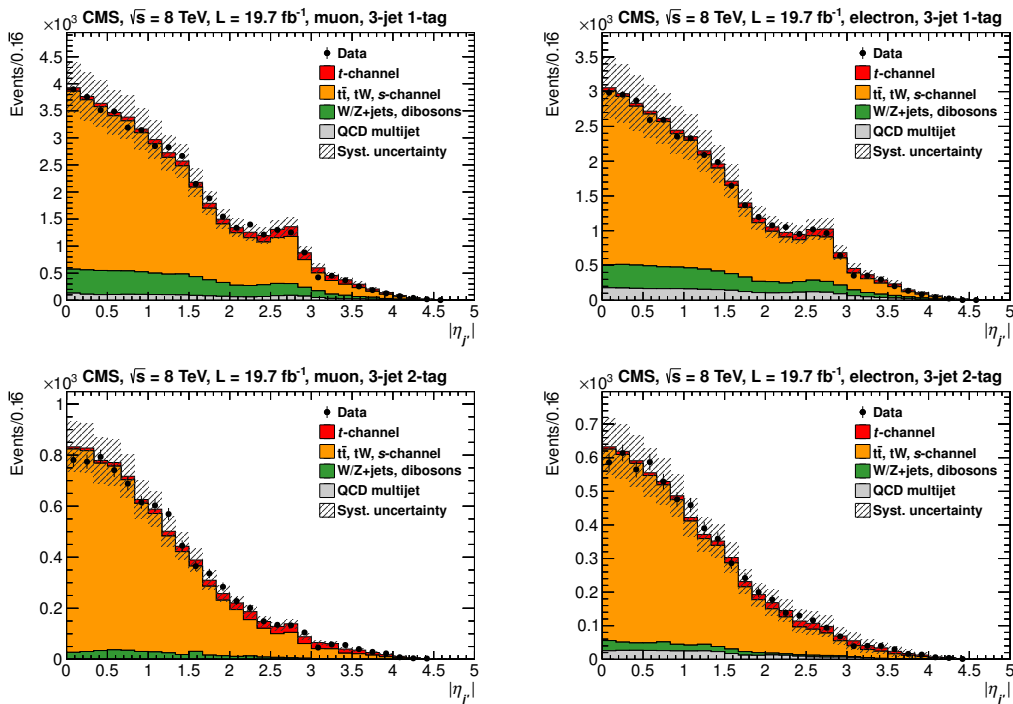 ×10³ CMS, √s = 8 TeV, L = 19.7 fb⁻¹, muon, 3-jet 1-tag
Events/0.16̅
4.5
4
3.5
3
2.5
2
1.5
1
0.5
0
Data
t-channel
tt̄, tW, s-channel
W/Z+jets, dibosons
QCD multijet
Syst. uncertainty
0 0.5 1 1.5 2 2.5 3 3.5 4 4.5 5
|η_j'|
×10³ CMS, √s = 8 TeV, L = 19.7 fb⁻¹, electron, 3-jet 1-tag
Events/0.16̅
3.5
3
2.5
2
1.5
1
0.5
0
Data
t-channel
tt̄, tW, s-channel
W/Z+jets, dibosons
QCD multijet
Syst. uncertainty
0 0.5 1 1.5 2 2.5 3 3.5 4 4.5 5
|η_j'|
×10³ CMS, √s = 8 TeV, L = 19.7 fb⁻¹, muon, 3-jet 2-tag
Events/0.16̅
1
0.8
0.6
0.4
0.2
0
Data
t-channel
tt̄, tW, s-channel
W/Z+jets, dibosons
QCD multijet
Syst. uncertainty
0 0.5 1 1.5 2 2.5 3 3.5 4 4.5 5
|η_j'|
×10³ CMS, √s = 8 TeV, L = 19.7 fb⁻¹, electron, 3-jet 2-tag
Events/0.16̅
0.7
0.6
0.5
0.4
0.3
0.2
0.1
0
Data
t-channel
tt̄, tW, s-channel
W/Z+jets, dibosons
QCD multijet
Syst. uncertainty
0 0.5 1 1.5 2 2.5 3 3.5 4 4.5 5
|η_j'|